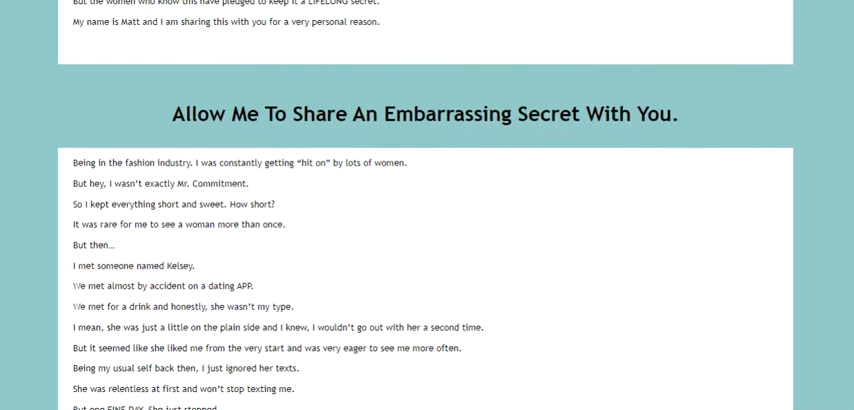 But the women who know this have pledged to keep it a LIFELONG secret.
My name is Matt and I am sharing this with you for a very personal reason.
Allow Me To Share An Embarrassing Secret With You.
Being in the fashion industry. I was constantly getting “hit on” by lots of women.
But hey, I wasn’t exactly Mr. Commitment.
So I kept everything short and sweet. How short?
It was rare for me to see a woman more than once.
But then…
I met someone named Kelsey.
We met almost by accident on a dating APP.
We met for a drink and honestly, she wasn’t my type.
I mean, she was just a little on the plain side and I knew, I wouldn’t go out with her a second time.
But it seemed like she liked me from the very start and was very eager to see me more often.
Being my usual self back then, I just ignored her texts.
She was relentless at first and won’t stop texting me.
But one FINE DAY, She just stopped